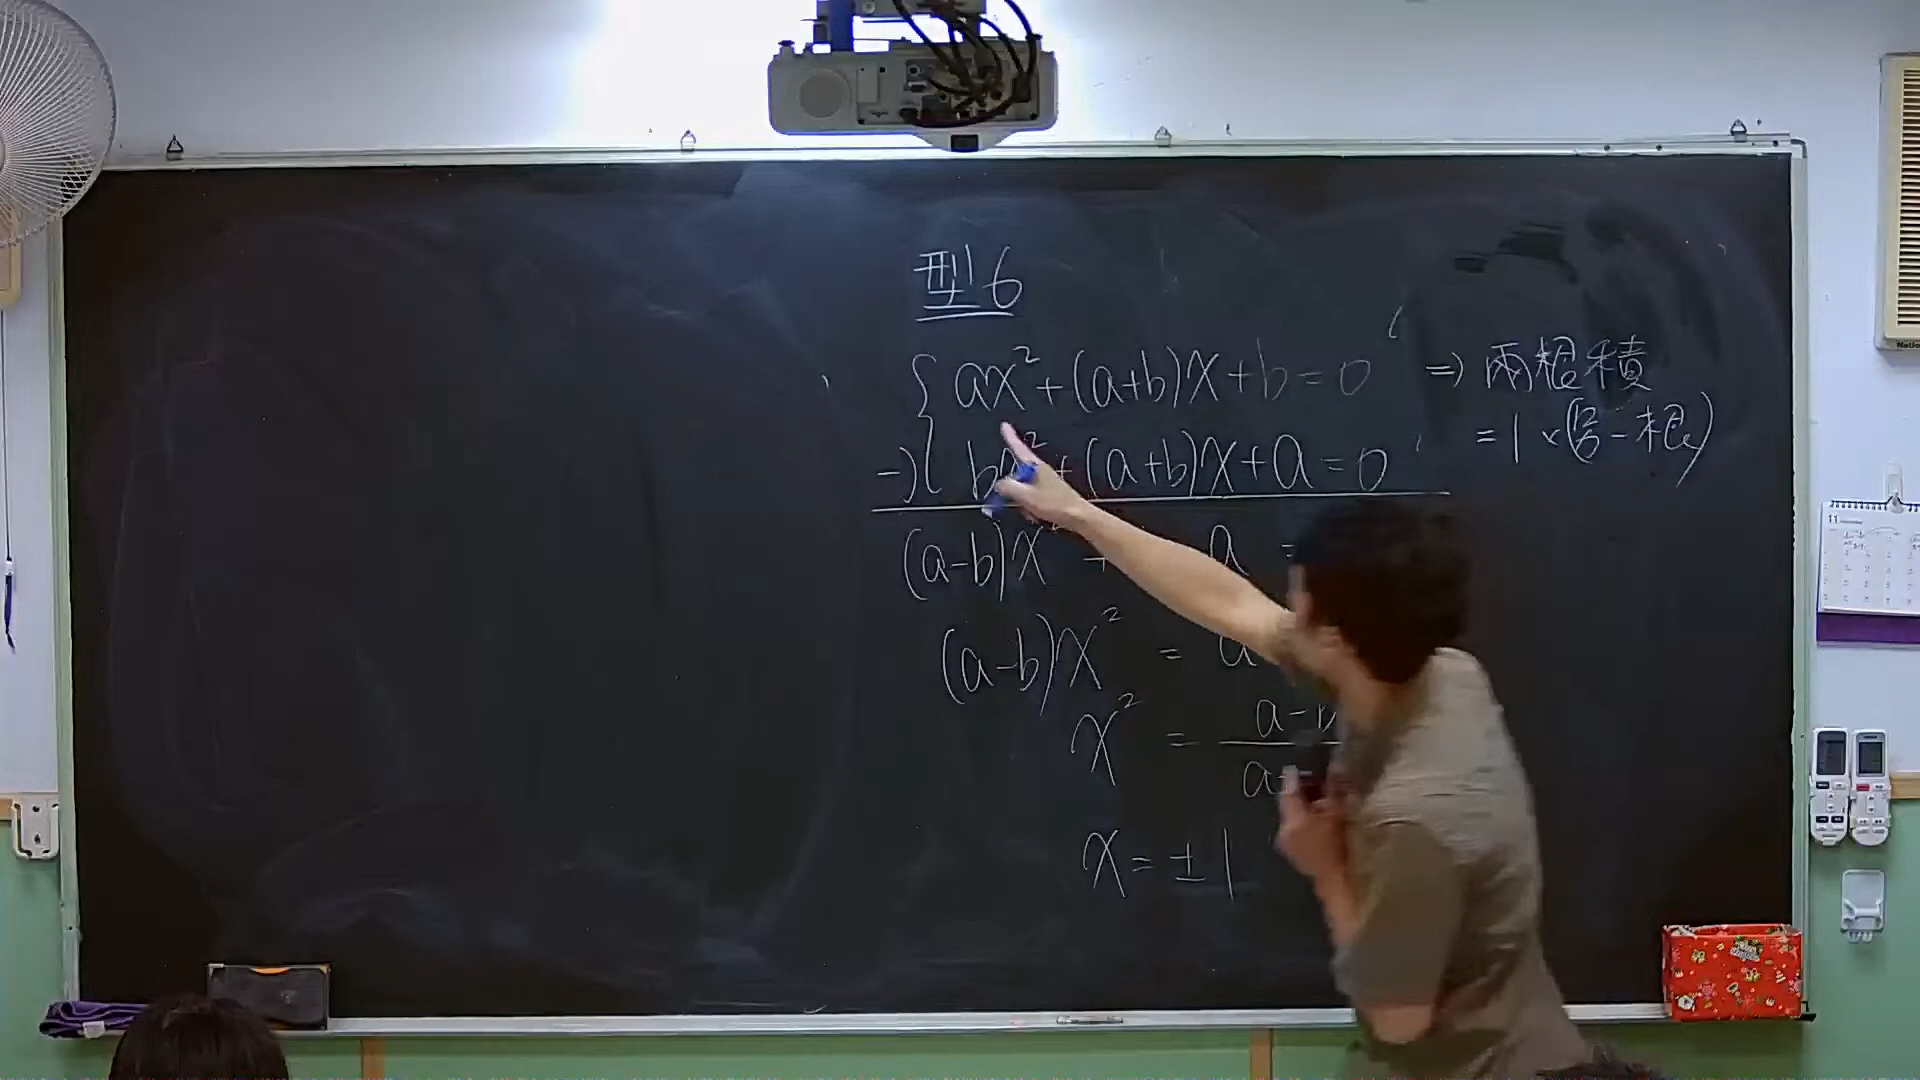 型6
ax²+(a+b)x+b=0 ⇒ 兩根積
-) bx²+(a+b)x+a=0 =1×(另一根)
(a-b)x² + a =
(a-b)x² = a
x² = a-b
a-
x=±1